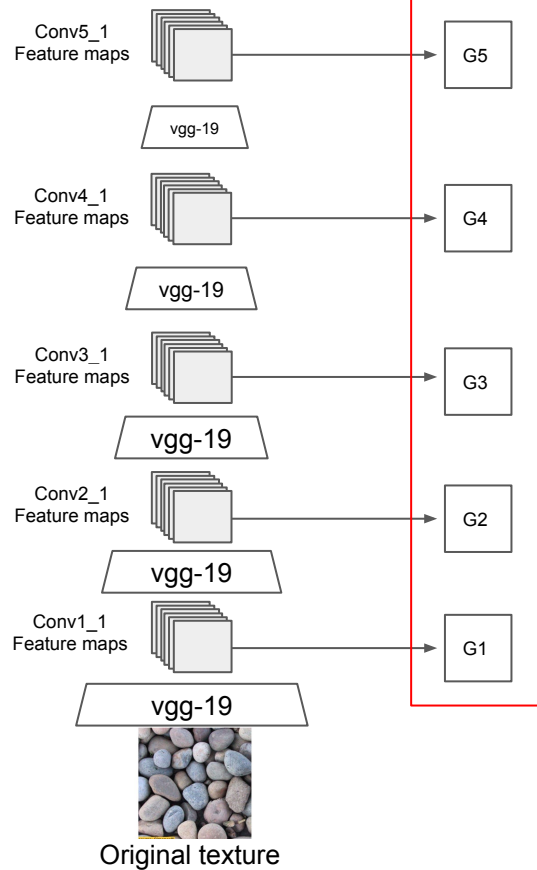 Conv5_1
Feature maps
G5
vgg-19
Conv4_1
Feature maps
G4
vgg-19
Conv3_1
Feature maps
G3
vgg-19
Conv2_1
Feature maps
G2
vgg-19
Conv1_1
Feature maps
G1
vgg-19
Original texture